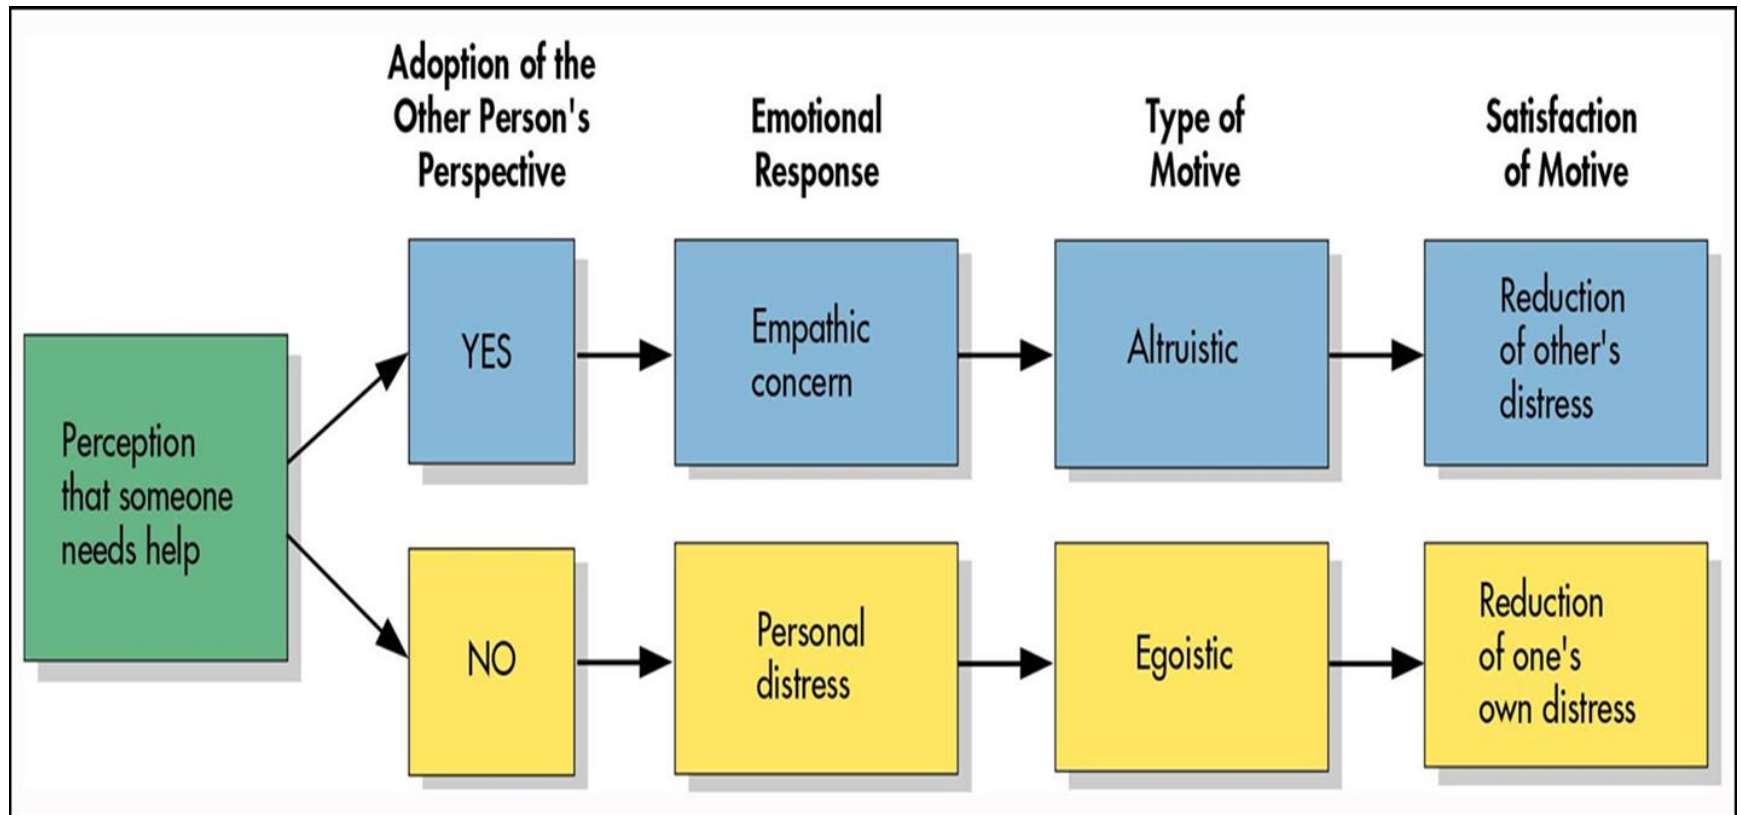 Adoption of the
Other Person's
Perspective
Emotional
Response
Type of
Motive
Satisfaction
of Motive
Perception
that someone
needs help
YES
Empathic
concern
Altruistic
Reduction
of other's
distress
NO
Personal
distress
Egoistic
Reduction
of one's
own distress